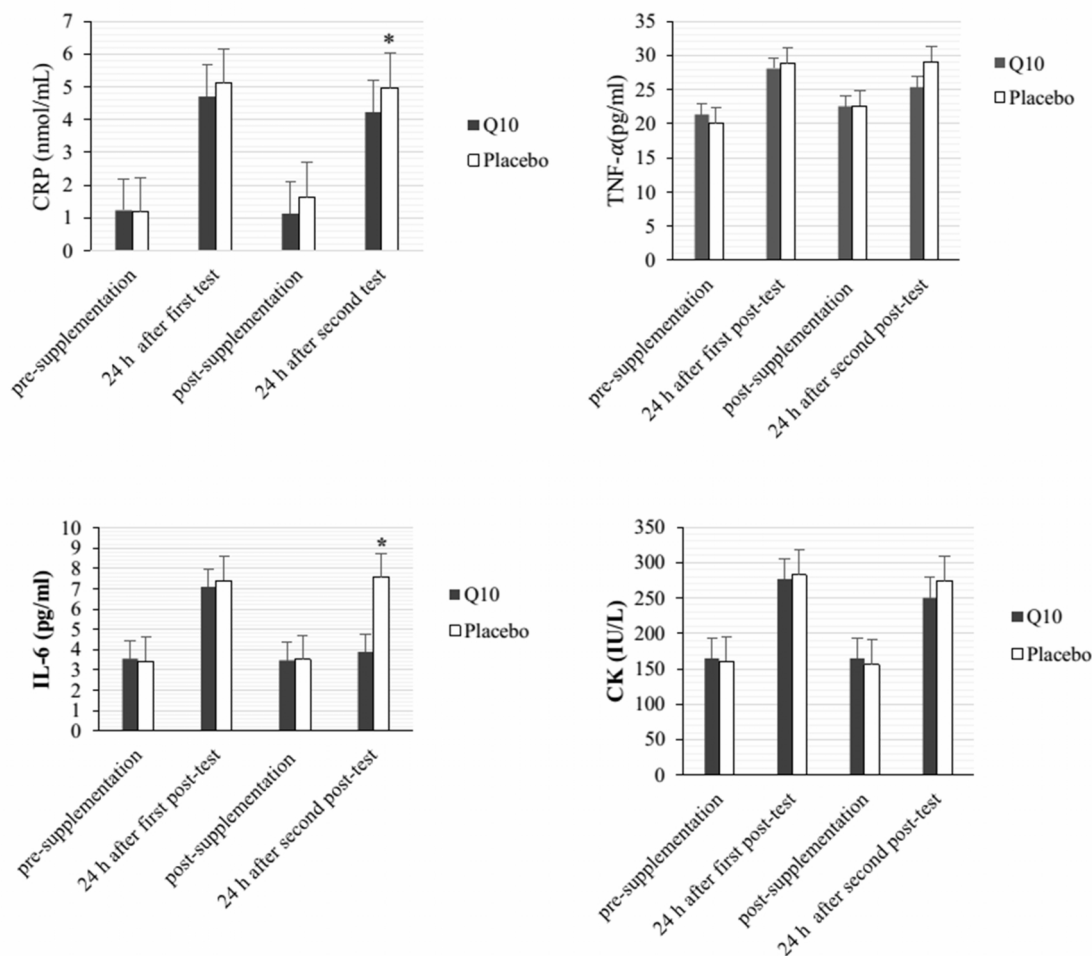 7
6
5
4
3
2
1
0
CRP (nmol/mL)
*
pre-supplementation
24 h after first test
post-supplementation
24 h after second test
Q10
Placebo
35
30
25
20
15
10
5
0
TNF-α(pg/ml)
pre-supplementation
24 h after first post-test
post-supplementation
24 h after second post-test
Q10
Placebo
10
9
8
7
6
5
4
3
2
1
0
IL-6 (pg/ml)
*
pre-supplementation
24 h after first post-test
post-supplementation
24 h after second post-test
Q10
Placebo
350
300
250
200
150
100
50
0
CK (IU/L)
pre-supplementation
24 h after first post-test
post-supplementation
24 h after second post-test
Q10
Placebo